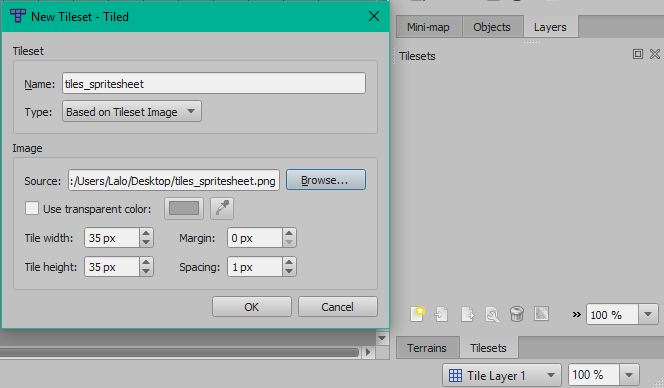 New Tileset - Tiled
Tileset
Name: tiles_spritesheet
Type: Based on Tileset Image
Image
Source: :/Users/Lalo/Desktop/tiles_spritesheet.png Browse...
Use transparent color:
Tile width: 35 px Margin: 0 px
Tile height: 35 px Spacing: 1 px
OK Cancel
Mini-map Objects Layers
Tilesets
» 100 %
Terrains Tilesets
Tile Layer 1 100 %